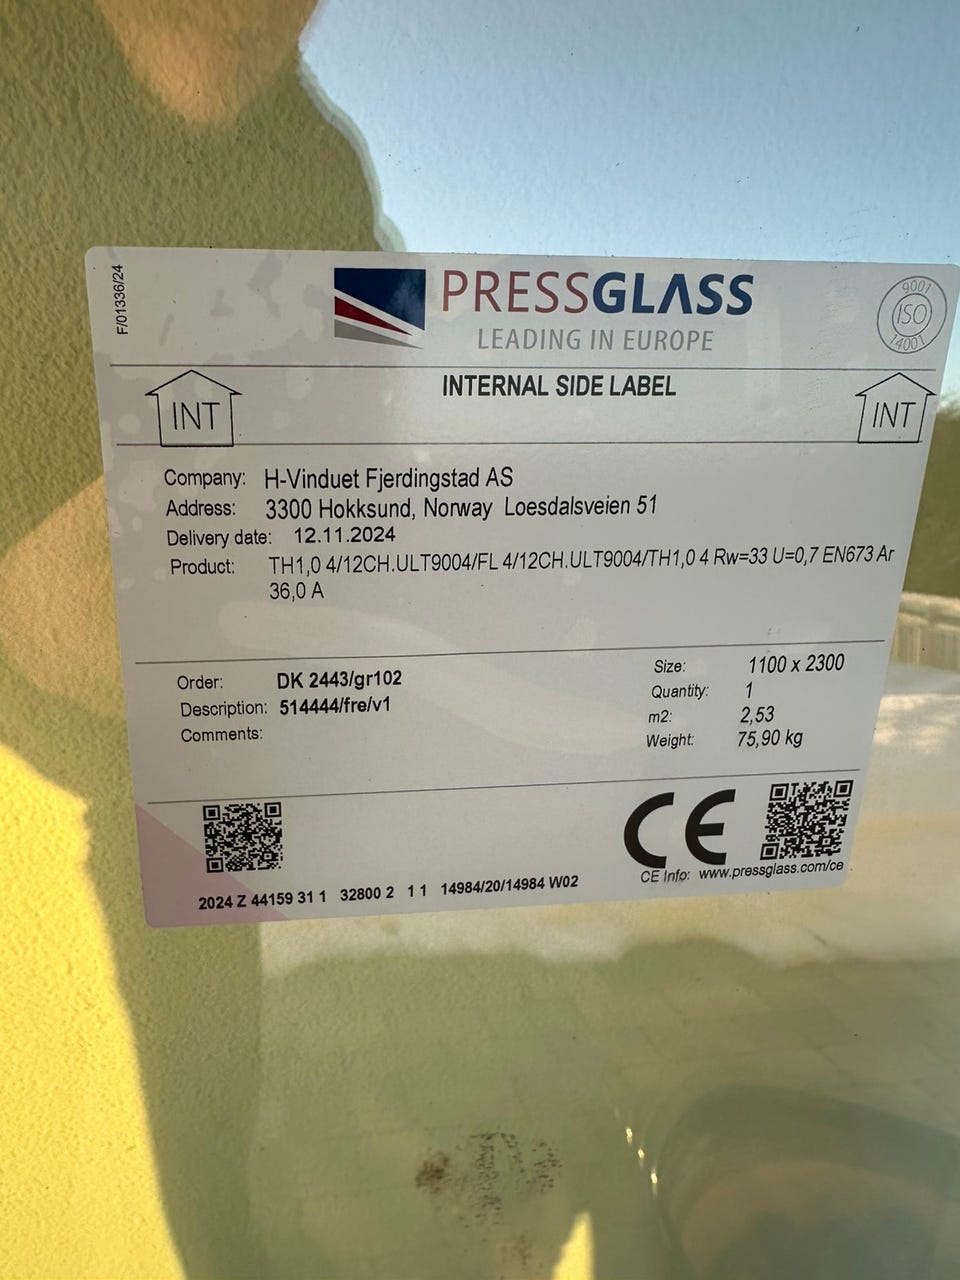 F/01336/24
PRESSGLASS
LEADING IN EUROPE
9001
ISO
14001
INTERNAL SIDE LABEL
INT
INT
Company: H-Vinduet Fjerdingstad AS
Address: 3300 Hokksund, Norway Loesdalsveien 51
Delivery date: 12.11.2024
Product: TH1,0 4/12CH.ULT9004/FL 4/12CH.ULT9004/TH1,0 4 Rw=33 U=0,7 EN673 Ar
36,0 A
Order: DK 2443/gr102
Description: 514444/fre/v1
Comments:
Size: 1100 x 2300
Quantity: 1
m2: 2,53
Weight: 75,90 kg
CE
CE Info: www.pressglass.com/ce
2024 Z 44159 31 1 32800 2 1 1 14984/20/14984 W02